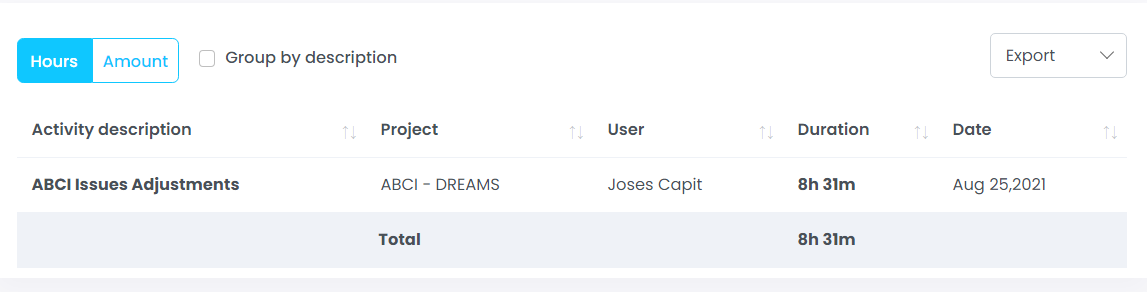 Hours Amount Group by description Export
Activity description Project User Duration Date
ABCI Issues Adjustments ABCI - DREAMS Joses Capit 8h 31m Aug 25,2021
Total 8h 31m